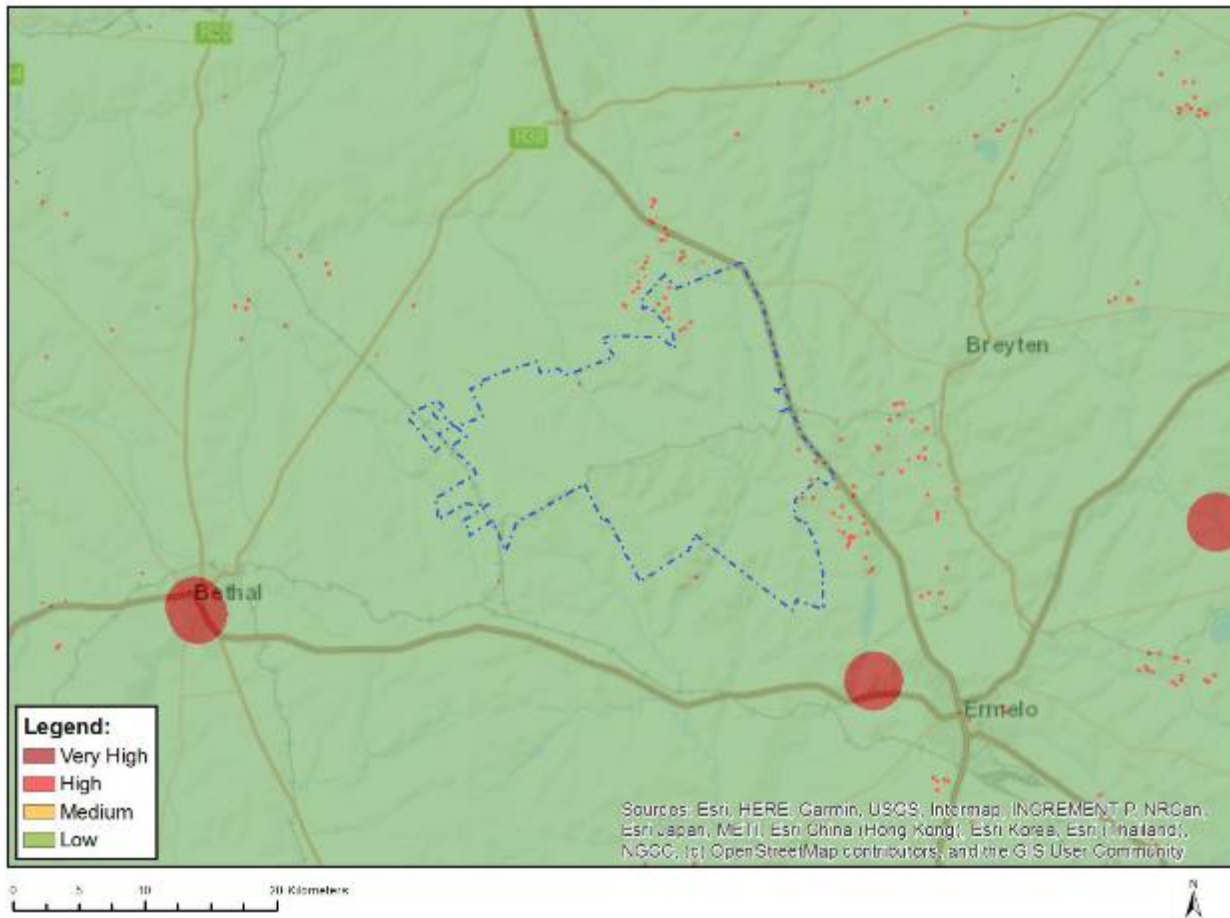 R35
R38
Breyten
Bethal
Ermelo
Legend:
Very High
High
Medium
Low
Sources: Esri, HERE, Garmin, USGS, Intermap, INCREMENT P, NRCan,
Esri Japan, METI, Esri China (Hong Kong), Esri Korea, Esri (Thailand),
NGCC, (c) OpenStreetMap contributors, and the GIS User Community
0 5 10 20 Kilometers
N